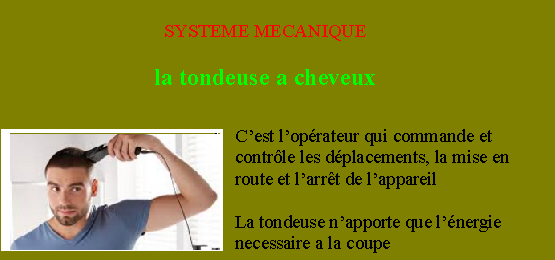 SYSTEME MECANIQUE
la tondeuse a cheveux
C’est l’opérateur qui commande et
contrôle les déplacements, la mise en
route et l’arrêt de l’appareil
La tondeuse n’apporte que l’énergie
necessaire a la coupe